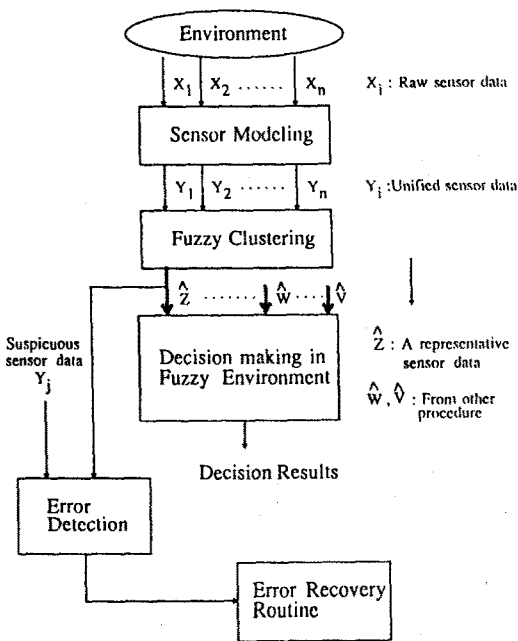 Environment
X1 X2 ...... Xn
Xi : Raw sensor data
Sensor Modeling
Y1 Y2 ...... Yn
Yi :Unified sensor data
Fuzzy Clustering
Ẑ ........ Ŵ ..... V̂
Decision making in
Fuzzy Environment
Ẑ : A representative
sensor data
Ŵ , V̂ : From other
procedure
Suspicuous
sensor data
Yj
Decision Results
Error
Detection
Error Recovery
Routine